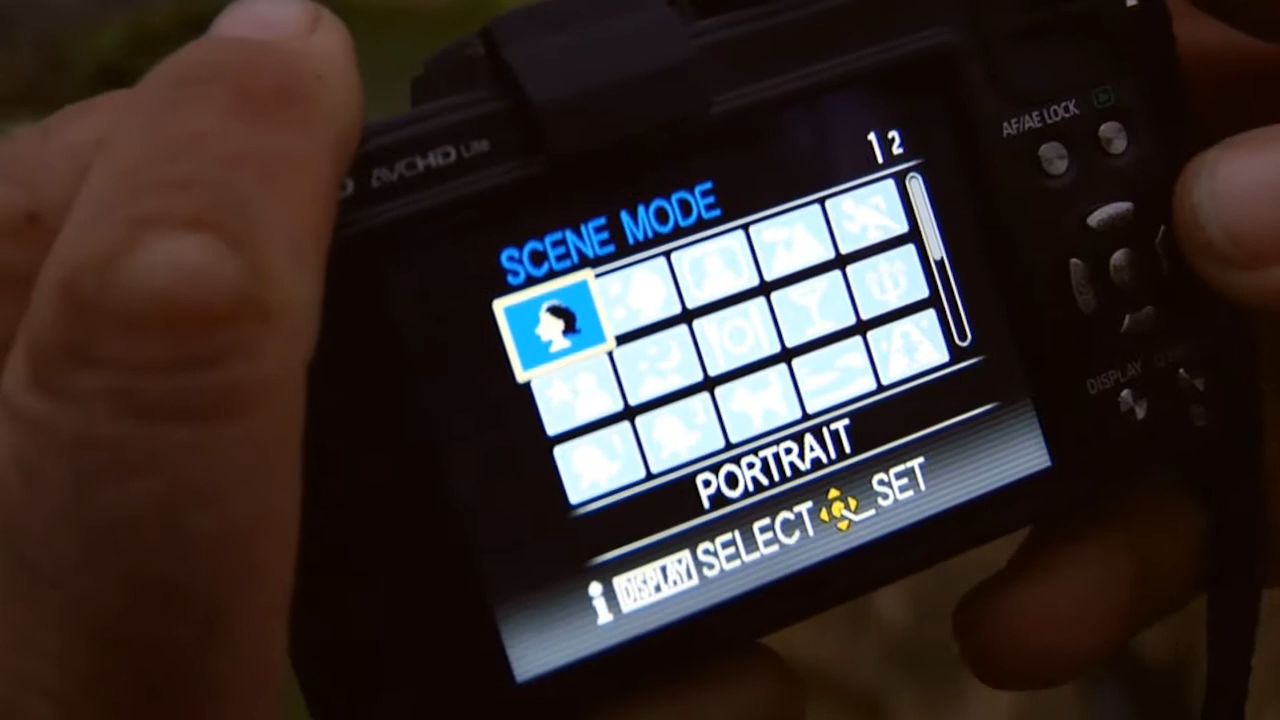 AVCHD Lite
AF/AE LOCK
1 2
SCENE MODE
PORTRAIT
i DISPLAY SELECT SET
DISPLAY